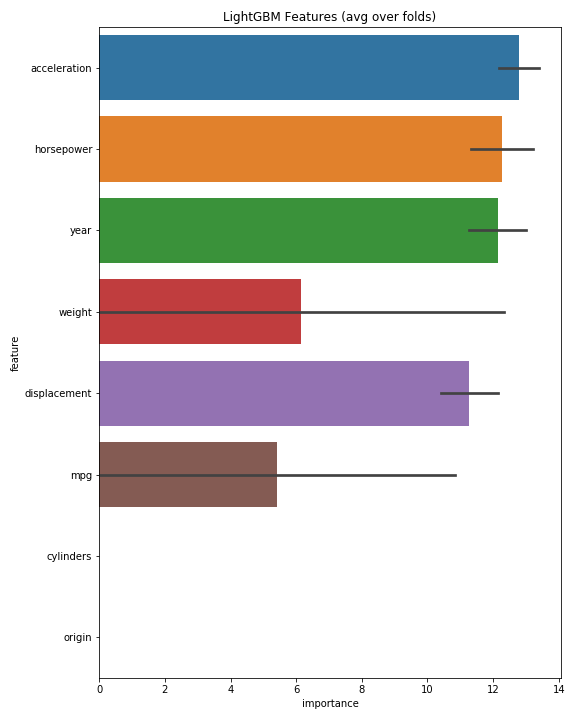 LightGBM Features (avg over folds)
acceleration
horsepower
year
weight
displacement
mpg
cylinders
origin
feature
0 2 4 6 8 10 12 14
importance